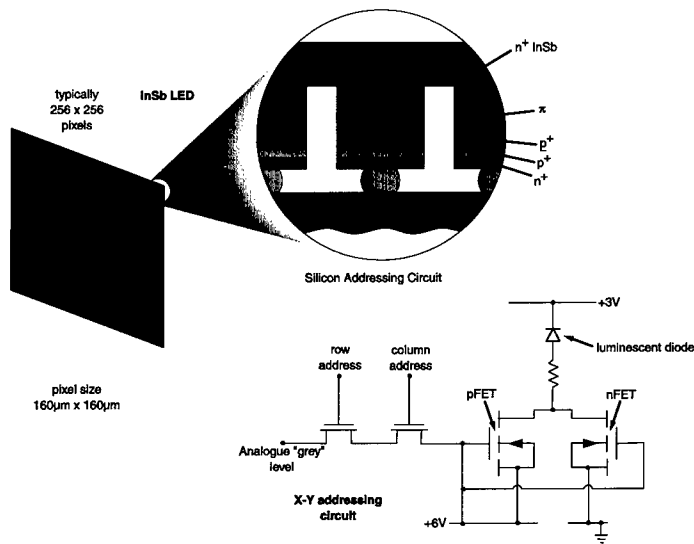 n⁺ InSb
typically
256 x 256
pixels
InSb LED
π
p⁺
p⁺
n⁺
Silicon Addressing Circuit
+3V
luminescent diode
row
address
column
address
pixel size
160µm x 160µm
pFET
nFET
Analogue "grey"
level
X-Y addressing
circuit
+6V